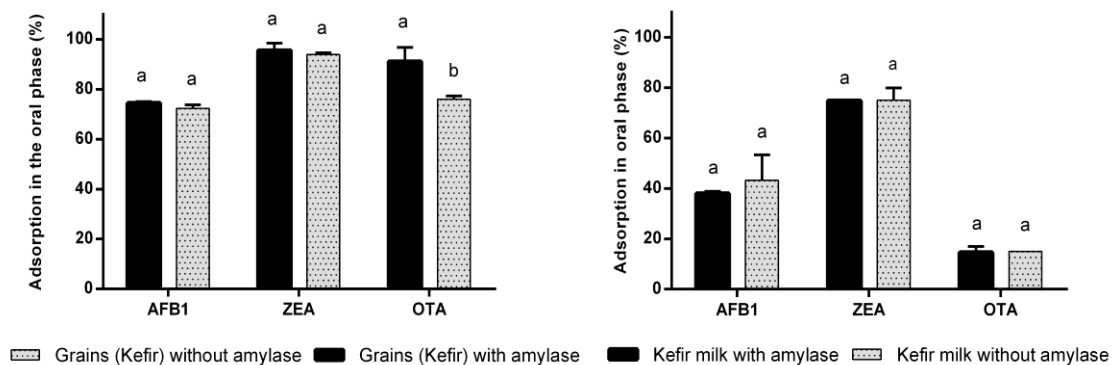 Adsorption in the oral phase (%)
100
80
60
40
20
0
a a a a a b
AFB1 ZEA OTA
Grains (Kefir) without amylase Grains (Kefir) with amylase
Adsorption in oral phase (%)
100
80
60
40
20
0
a a a a a a
AFB1 ZEA OTA
Kefir milk with amylase Kefir milk without amylase